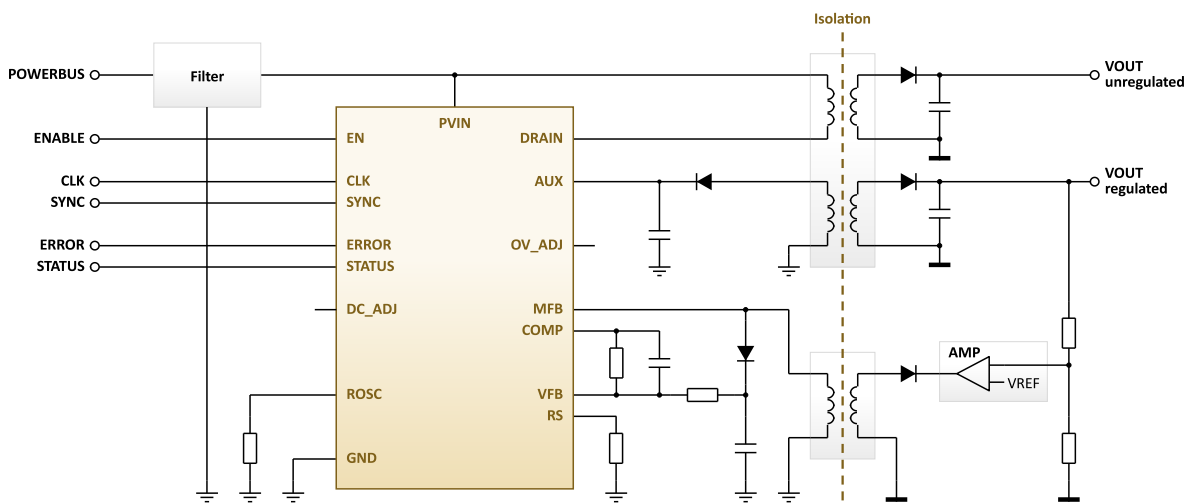 Isolation
POWERBUS
Filter
VOUT
unregulated
PVIN
ENABLE
EN
DRAIN
CLK
CLK
AUX
VOUT
regulated
SYNC
SYNC
ERROR
ERROR
OV_ADJ
STATUS
STATUS
DC_ADJ
MFB
COMP
AMP
VREF
ROSC
VFB
RS
GND